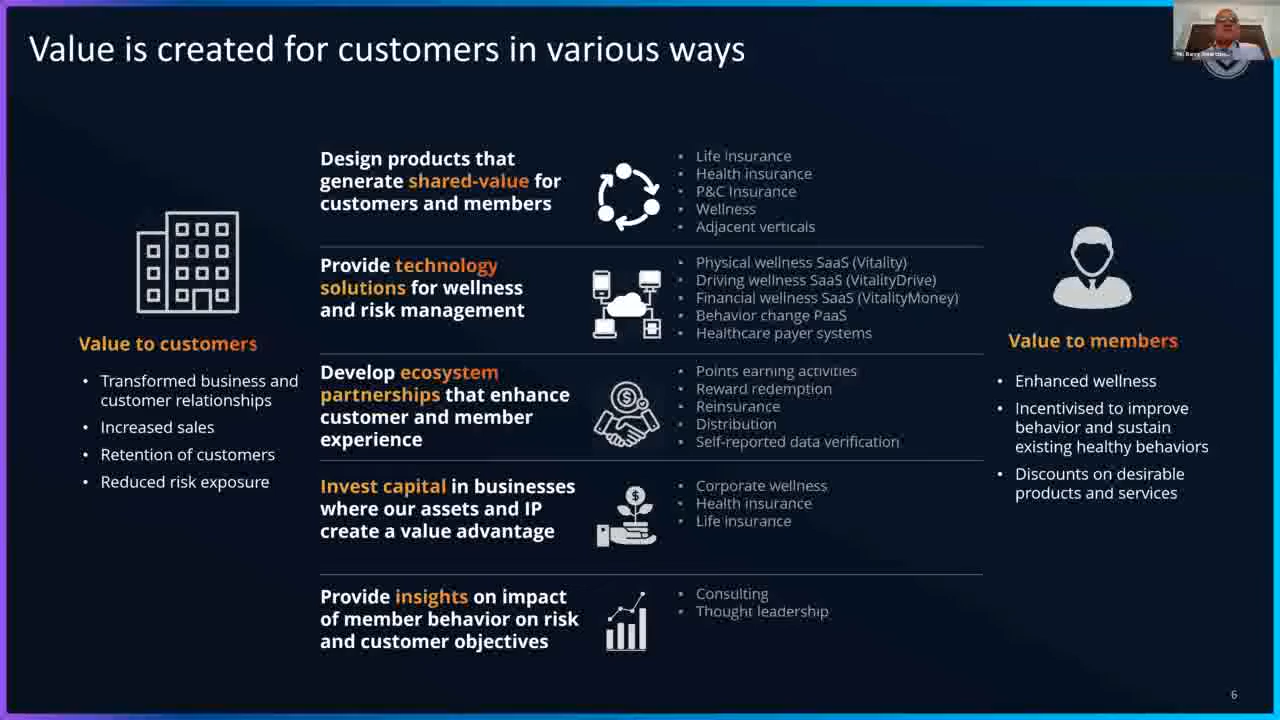 Value is created for customers in various ways
Value to customers
• Transformed business and
customer relationships
• Increased sales
• Retention of customers
• Reduced risk exposure
Design products that
generate shared-value for
customers and members
• Life insurance
• Health insurance
• P&C Insurance
• Wellness
• Adjacent verticals
Provide technology
solutions for wellness
and risk management
• Physical wellness SaaS (Vitality)
• Driving wellness SaaS (VitalityDrive)
• Financial wellness SaaS (VitalityMoney)
• Behavior change PaaS
• Healthcare payer systems
Develop ecosystem
partnerships that enhance
customer and member
experience
• Points earning activities
• Reward redemption
• Reinsurance
• Distribution
• Self-reported data verification
Invest capital in businesses
where our assets and IP
create a value advantage
• Corporate wellness
• Health insurance
• Life insurance
Provide insights on impact
of member behavior on risk
and customer objectives
• Consulting
• Thought leadership
Value to members
• Enhanced wellness
• Incentivised to improve
behavior and sustain
existing healthy behaviors
• Discounts on desirable
products and services
6